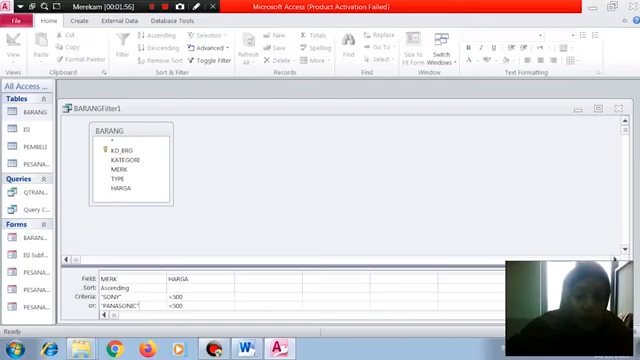 Merekam [00:01:56]
Microsoft Access (Product Activation Failed)
File
Home
Create
External Data
Database Tools
View
Paste
Cut
Copy
Format Painter
Filter
Ascending
Descending
Remove Sort
Advanced
Toggle Filter
Refresh
All
New
Save
Delete
Totals
Spelling
More
Find
Replace
Go To
Select
Size to Fit Form
Switch
Windows
Views
Clipboard
Sort & Filter
Records
Find
Window
Text Formatting
All Access ...
Tables
BARANG
ISI
PEMBELI
PESANA...
Queries
QTRAN...
Query C...
Forms
BARAN...
ISI Subf...
PESANA...
PESANA...
PESANA...
BARANGFilter1
BARANG
*
KD_BRG
KATEGORI
MERK
TYPE
HARGA
Field: MERK HARGA
Sort: Ascending
Criteria: "SONY" <500
or: "PANASONIC" <500
Ready